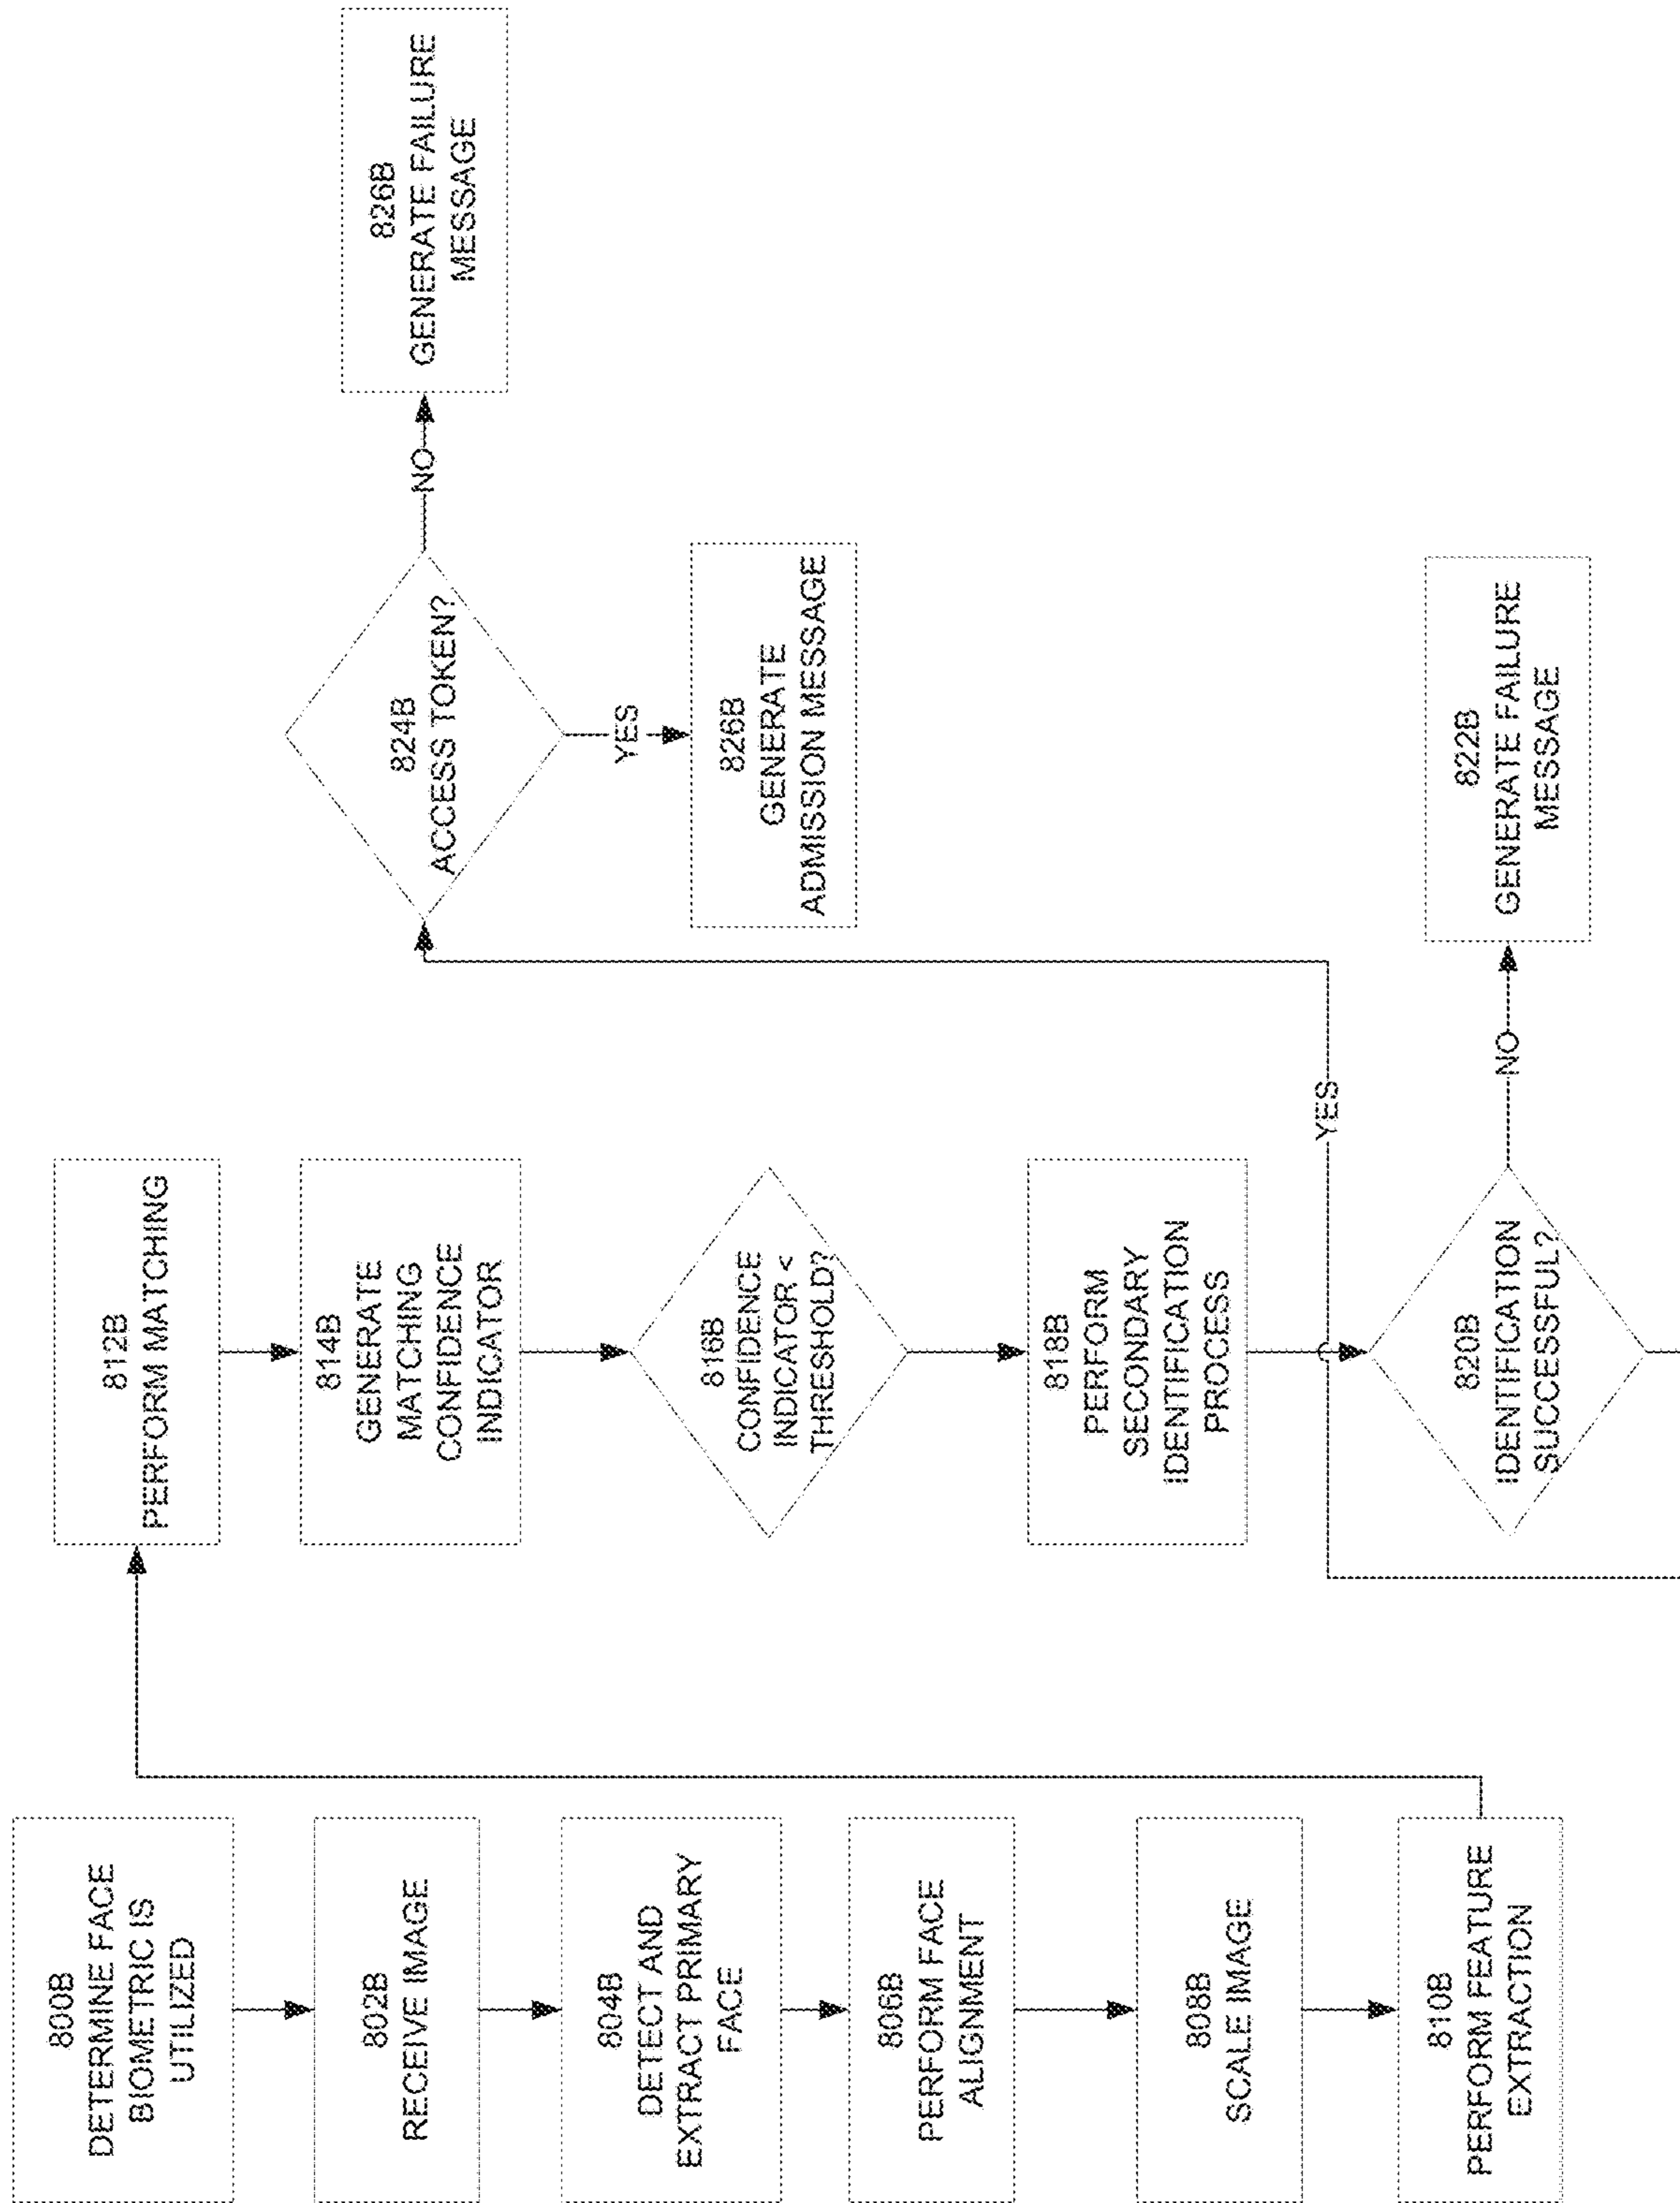 800B
DETERMINE FACE
BIOMETRIC IS
UTILIZED
802B
RECEIVE IMAGE
804B
DETECT AND
EXTRACT PRIMARY
FACE
806B
PERFORM FACE
ALIGNMENT
808B
SCALE IMAGE
810B
PERFORM FEATURE
EXTRACTION
812B
PERFORM MATCHING
814B
GENERATE
MATCHING
CONFIDENCE
INDICATOR
816B
CONFIDENCE
INDICATOR <
THRESHOLD?
818B
PERFORM
SECONDARY
IDENTIFICATION
PROCESS
820B
IDENTIFICATION
SUCCESSFUL?
NO
822B
GENERATE FAILURE
MESSAGE
YES
824B
ACCESS TOKEN?
NO
826B
GENERATE FAILURE
MESSAGE
YES
826B
GENERATE
ADMISSION MESSAGE